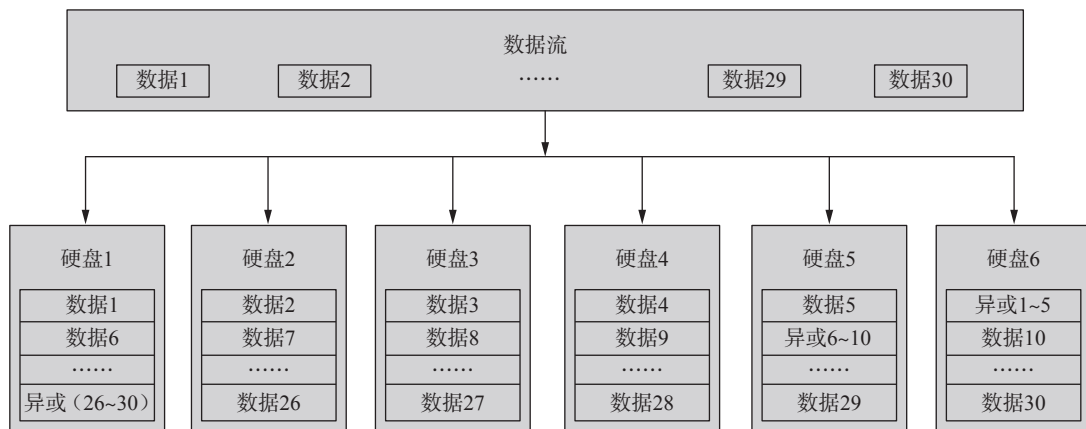 数据流
数据1 数据2 …… 数据29 数据30
硬盘1 硬盘2 硬盘3 硬盘4 硬盘5 硬盘6
数据1 数据2 数据3 数据4 数据5 异或1~5
数据6 数据7 数据8 数据9 异或6~10 数据10
…… …… …… …… …… ……
异或（26~30） 数据26 数据27 数据28 数据29 数据30